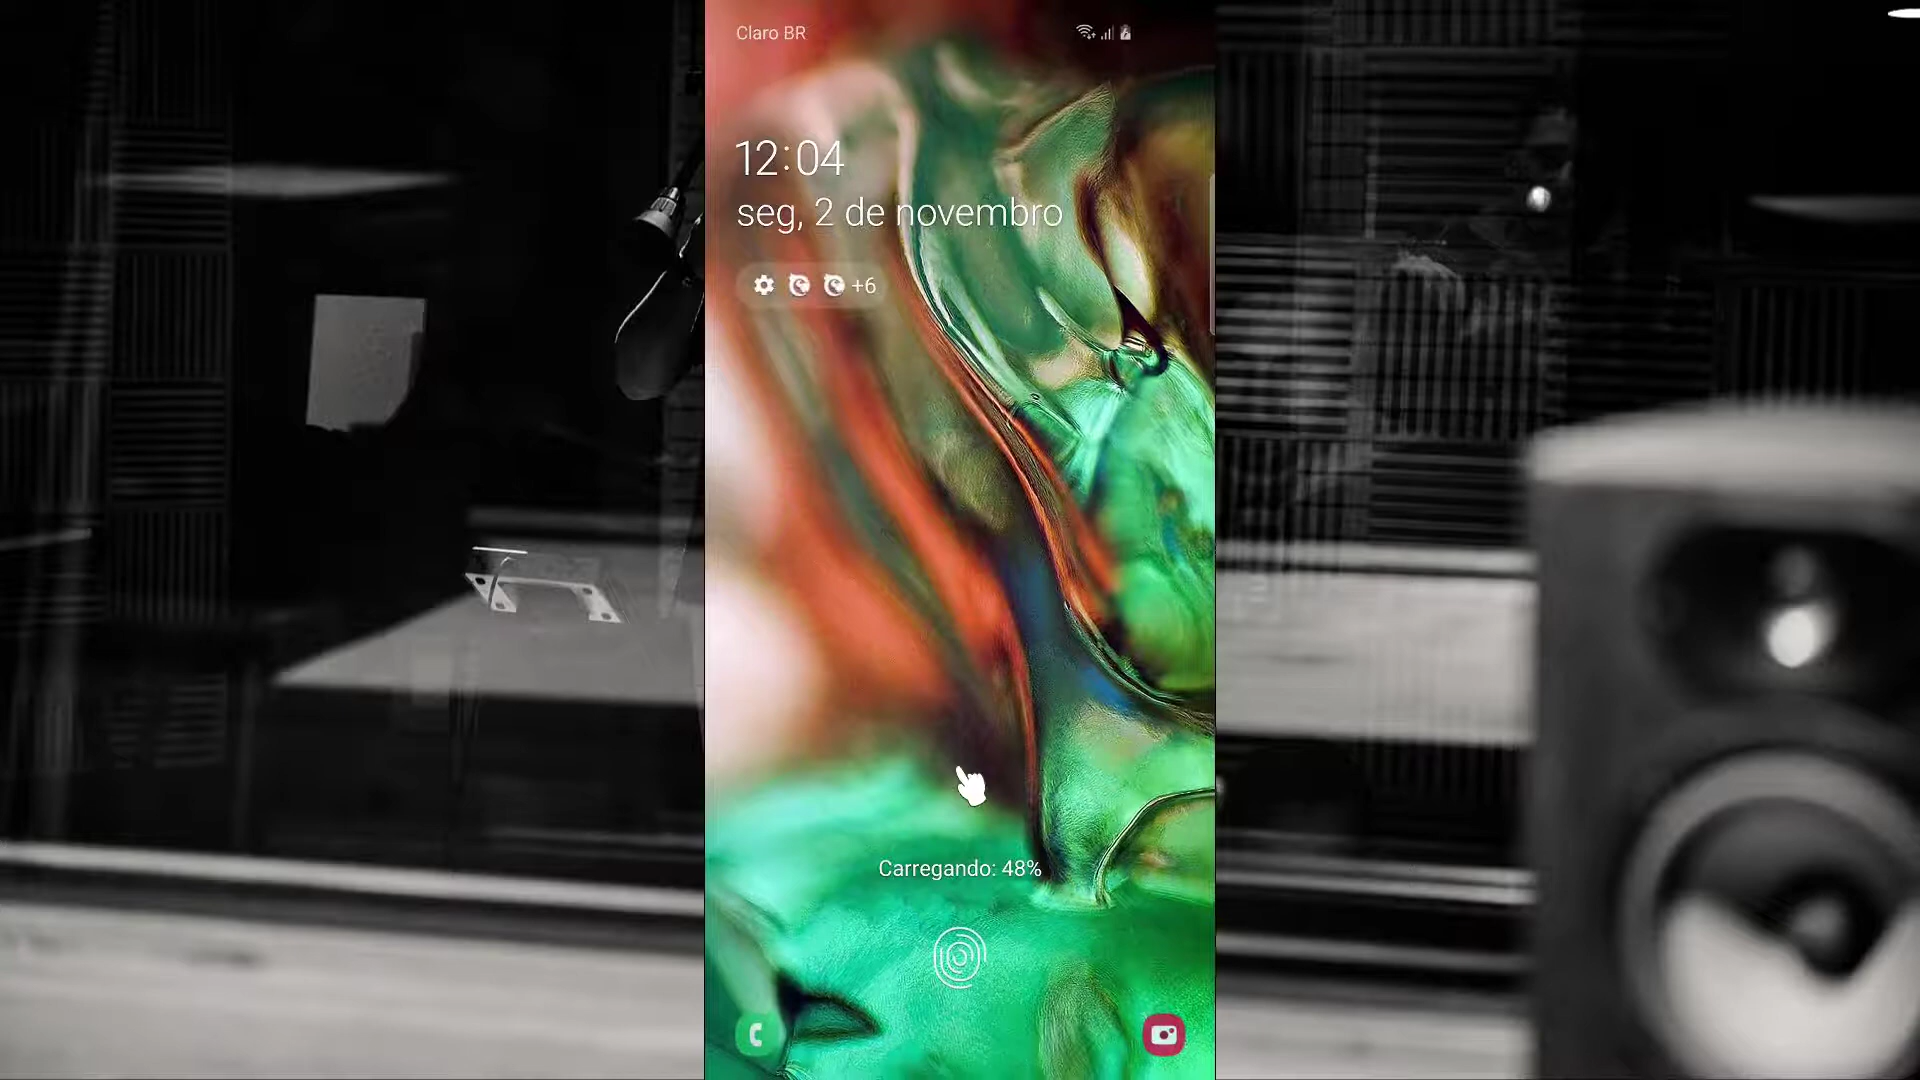 Claro BR
12:04
seg, 2 de novembro
+6
Carregando: 48%